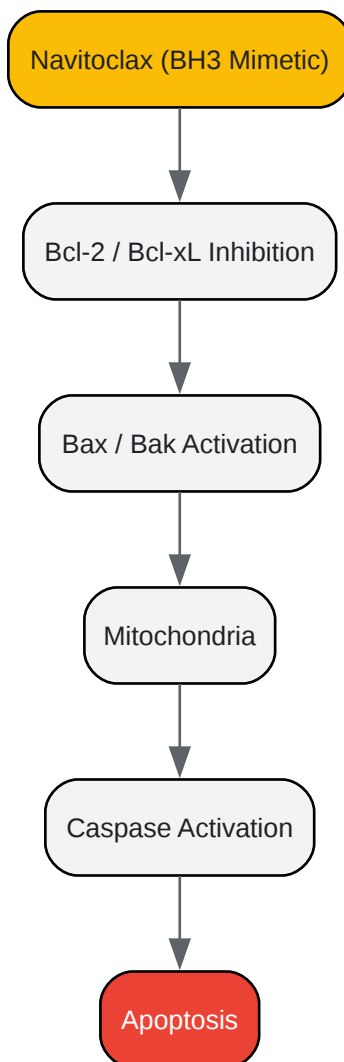 Navitoclax (BH3 Mimetic)
Bcl-2 / Bcl-xL Inhibition
Bax / Bak Activation
Mitochondria
Caspase Activation
Apoptosis